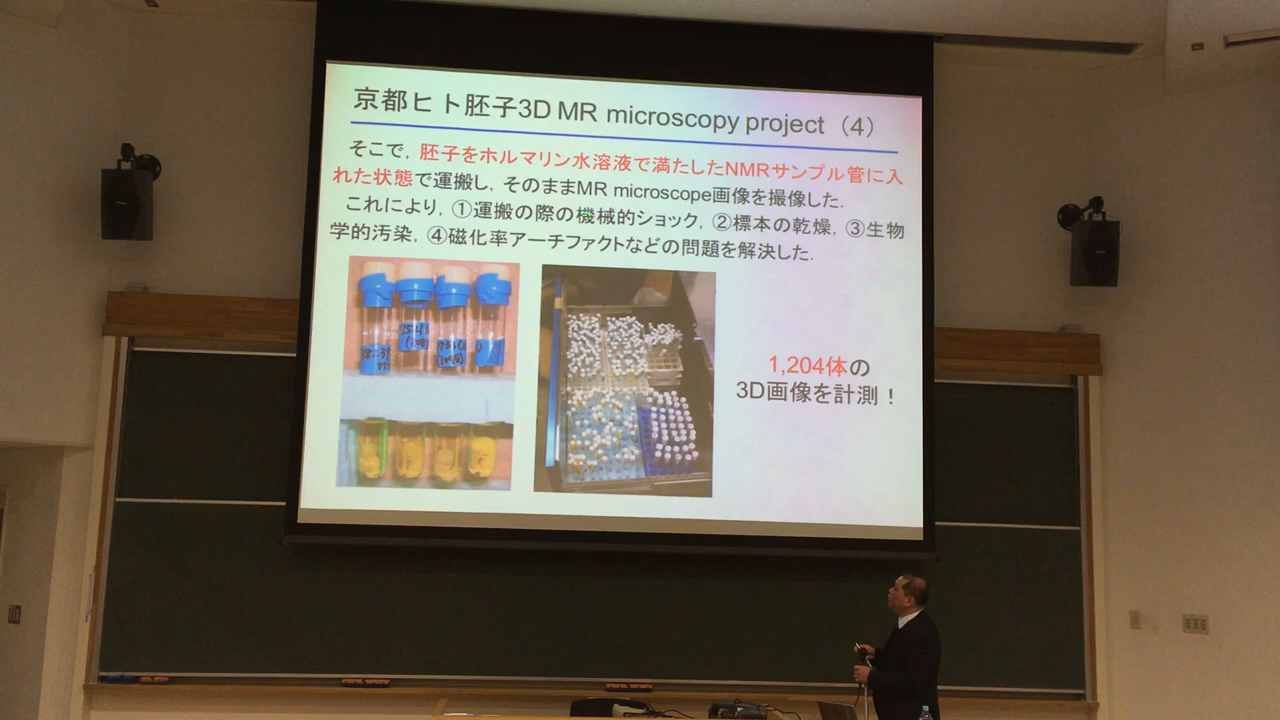 京都ヒト胚子3D MR microscopy project（4）
そこで，胚子をホルマリン水溶液で満たしたNMRサンプル管に入
れた状態で運搬し，そのままMR microscope画像を撮像した．
これにより，①運搬の際の機械的ショック，②標本の乾燥，③生物
学的汚染，④磁化率アーチファクトなどの問題を解決した．
1,204体の
3D画像を計測！